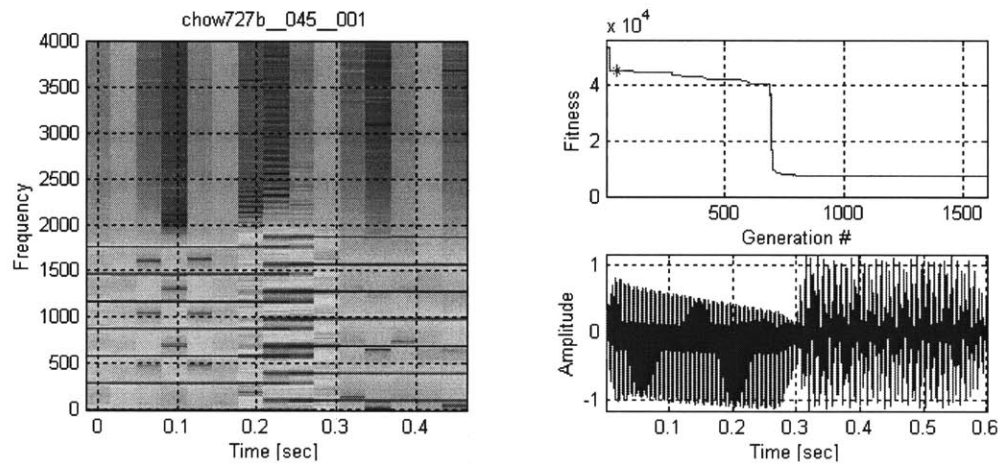 chow727b__045__001
4000
3500
3000
2500
2000
1500
1000
500
0
Frequency
0 0.1 0.2 0.3 0.4
Time [sec]
x 10^4
4
2
0
Fitness
500 1000 1500
Generation #
1
0
-1
Amplitude
0 0.1 0.2 0.3 0.4 0.5 0.6
Time [sec]